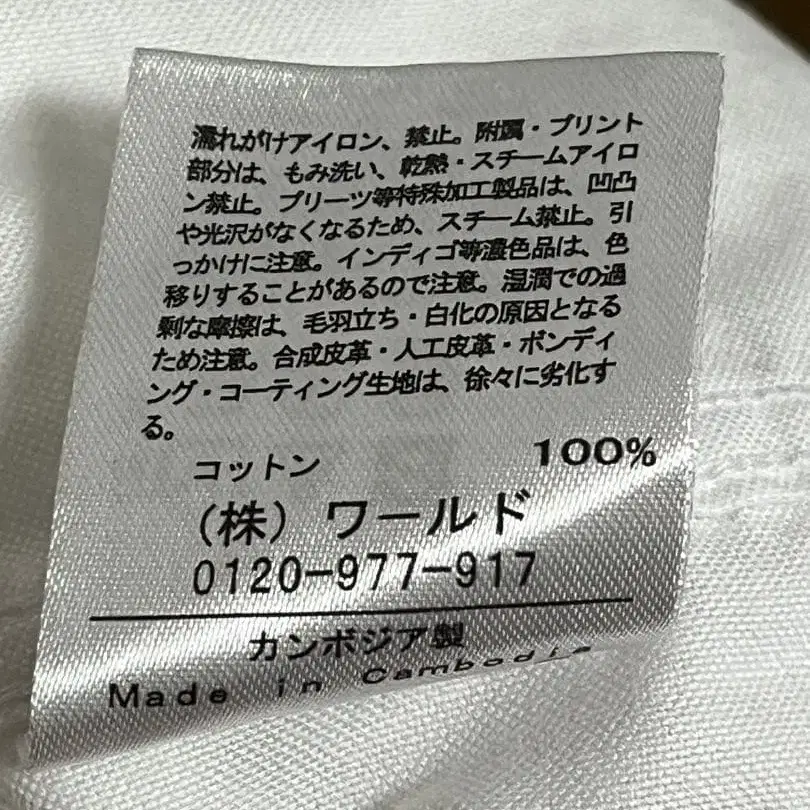 濡れがけアイロン、禁止。附属・プリント
部分は、もみ洗い、乾熱・スチームアイロ
ン禁止。プリーツ等特殊加工製品は、凹凸
や光沢がなくなるため、スチーム禁止。引
っかけに注意。インディゴ等濃色品は、色
移りすることがあるので注意。湿潤での過
剰な摩擦は、毛羽立ち・白化の原因となる
ため注意。合成皮革・人工皮革・ボンディ
ング・コーティング生地は、徐々に劣化す
る。
コットン 100%
(株) ワールド
0120-977-917
カンボジア製
Made in Cambodia